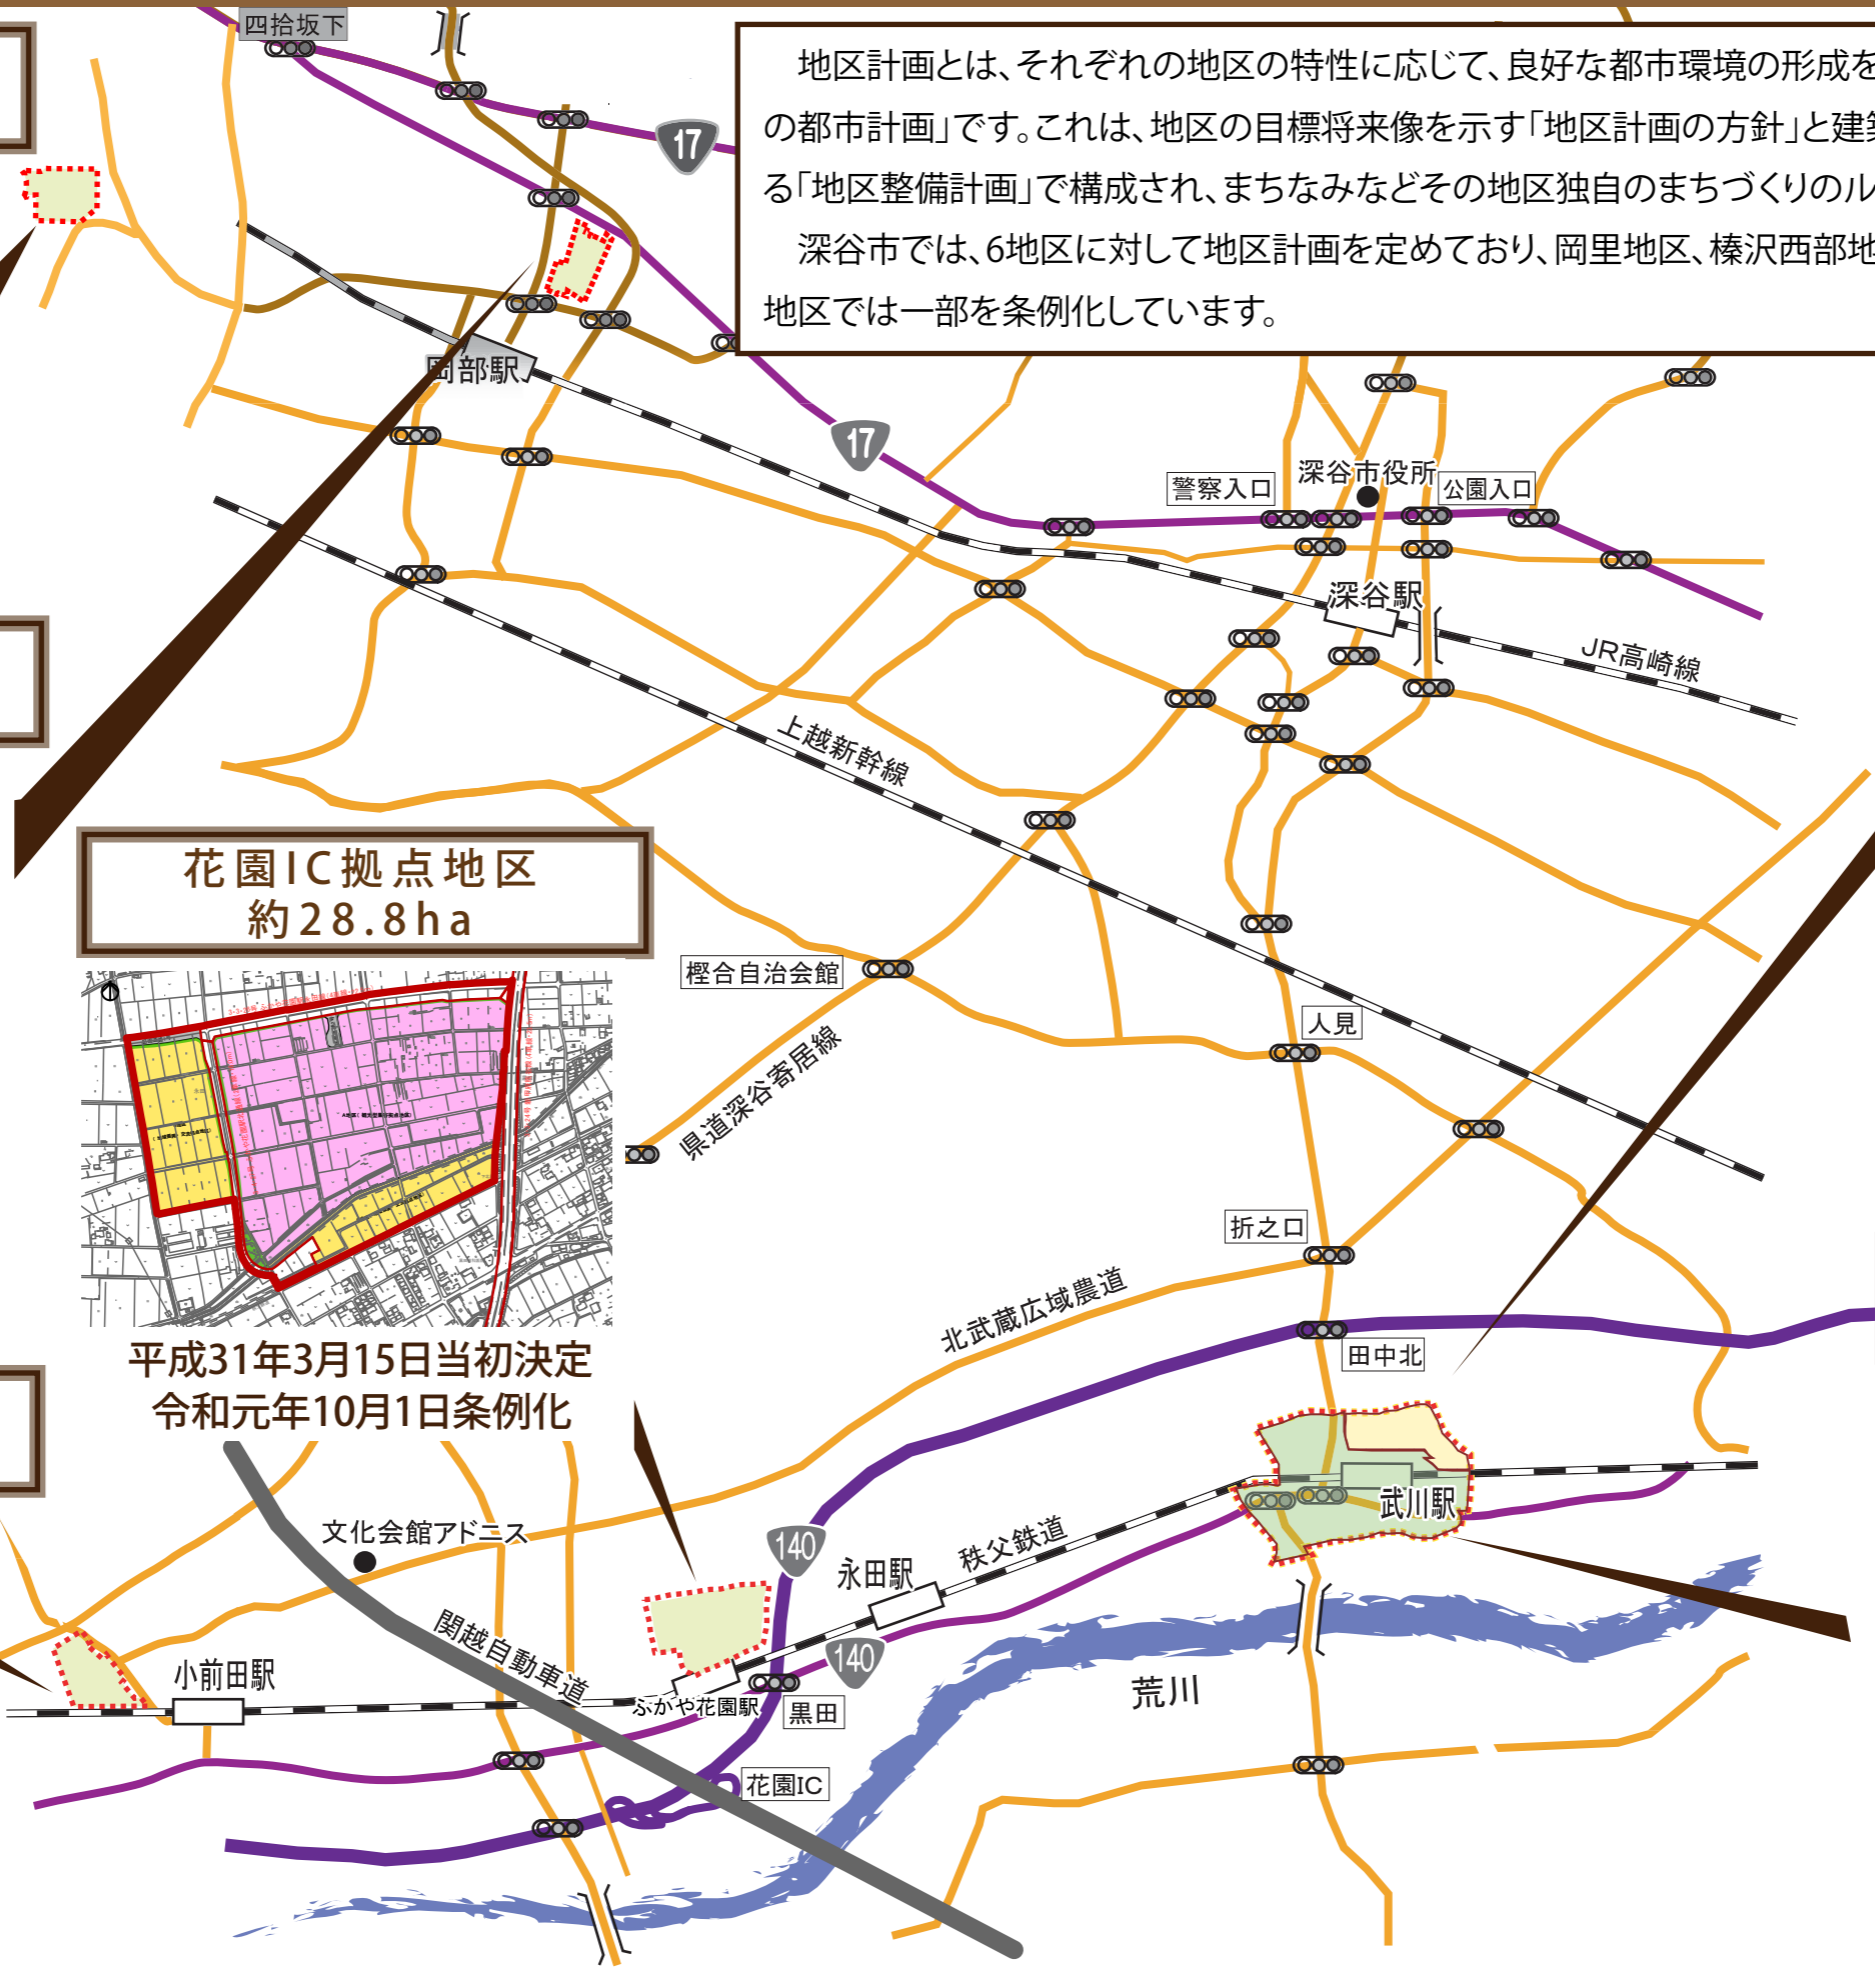 四拾坂下
地区計画とは、それぞれの地区の特性に応じて、良好な都市環境の形成を
の都市計画」です。これは、地区の目標将来像を示す「地区計画の方針」と建築
る「地区整備計画」で構成され、まちなみなどその地区独自のまちづくりのル
深谷市では、6地区に対して地区計画を定めており、岡里地区、榛沢西部地
地区では一部を条例化しています。
17
岡部駅
17
警察入口
深谷市役所
公園入口
深谷駅
JR高崎線
上越新幹線
花園IC拠点地区
約28.8ha
樫合自治会館
人見
県道深谷寄居線
折之口
北武蔵広域農道
田中北
平成31年3月15日当初決定
令和元年10月1日条例化
武川駅
文化会館アドニス
140
永田駅
秩父鉄道
関越自動車道
140
小前田駅
ふかや花園駅
黒田
荒川
花園IC